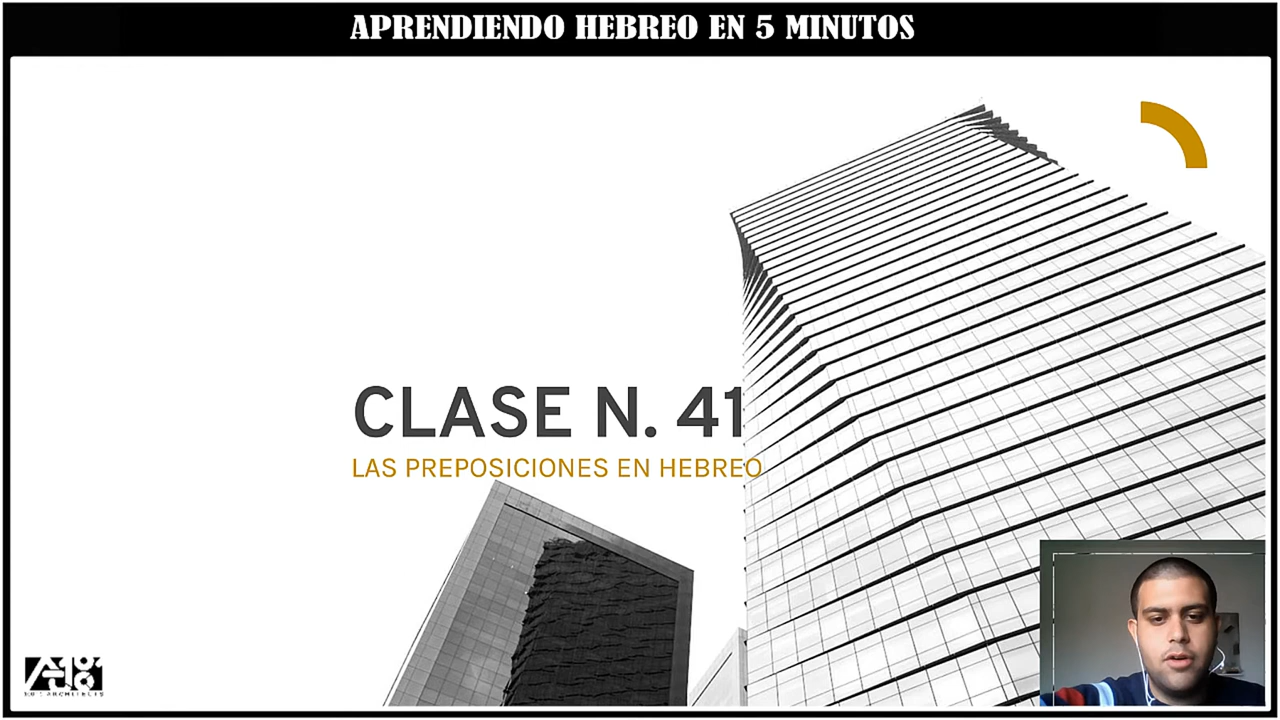 APRENDIENDO HEBREO EN 5 MINUTOS
CLASE N. 41
LAS PREPOSICIONES EN HEBREO